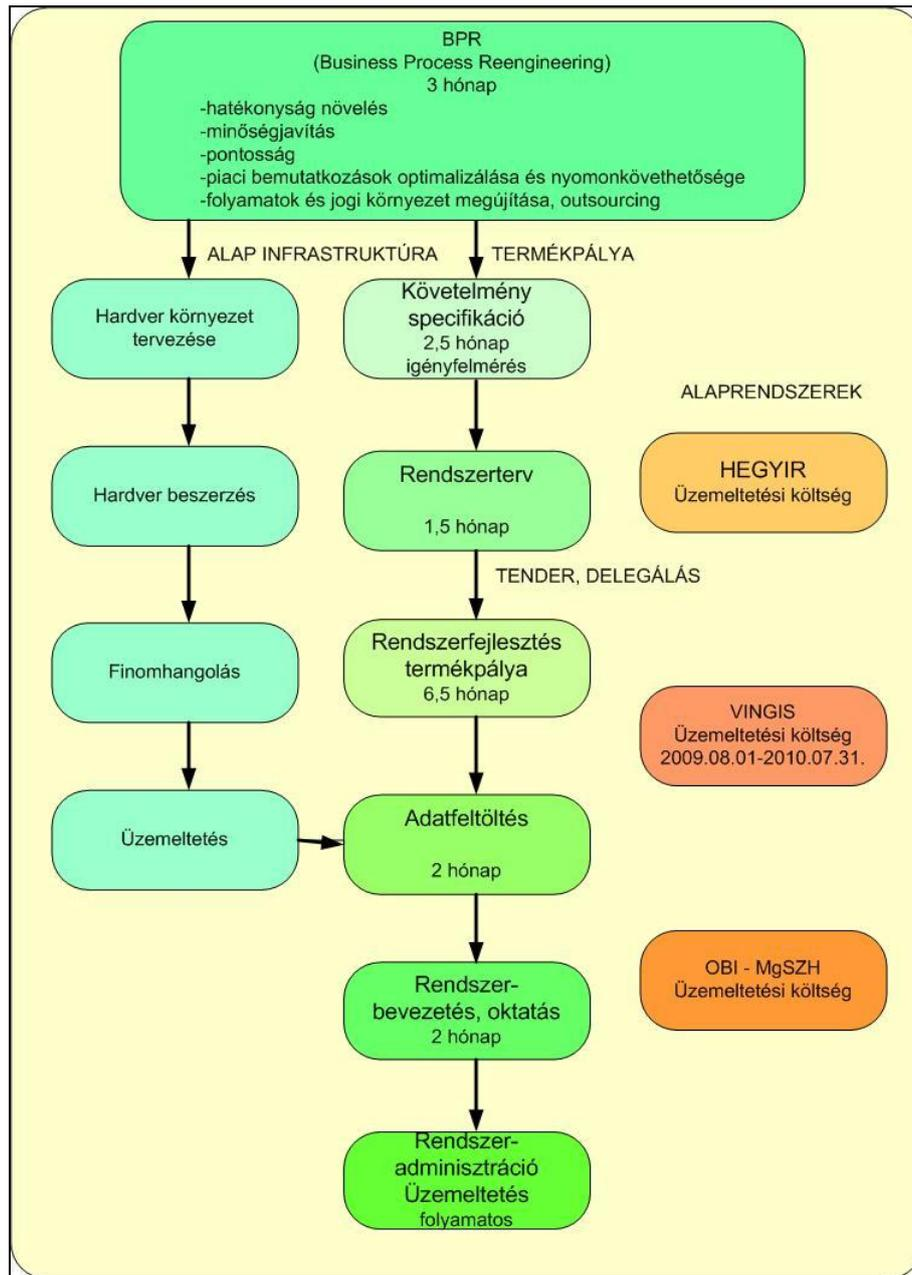 BPR
(Business Process Reengineering)
3 hónap
-hatékonyság növelés
-minőségjavítás
-pontosság
-piaci bemutatkozások optimalizálása és nyomonkövethetősége
-folyamatok és jogi környezet megújítása, outsourcing
ALAP INFRASTRUKTÚRA
TERMÉKPÁLYA
Hardver környezet
tervezése
Követelmény
specifikáció
2,5 hónap
igényfelmérés
ALAPRENDSZEREK
Hardver beszerzés
Rendszerterv
1,5 hónap
HEGYIR
Üzemeltetési költség
TENDER, DELEGÁLÁS
Finomhangolás
Rendszerfejlesztés
termékpálya
6,5 hónap
VINGIS
Üzemeltetési költség
2009.08.01-2010.07.31.
Üzemeltetés
Adatfeltöltés
2 hónap
Rendszer-
bevezetés, oktatás
2 hónap
OBI - MgSZH
Üzemeltetési költség
Rendszer-
adminisztráció
Üzemeltetés
folyamatos